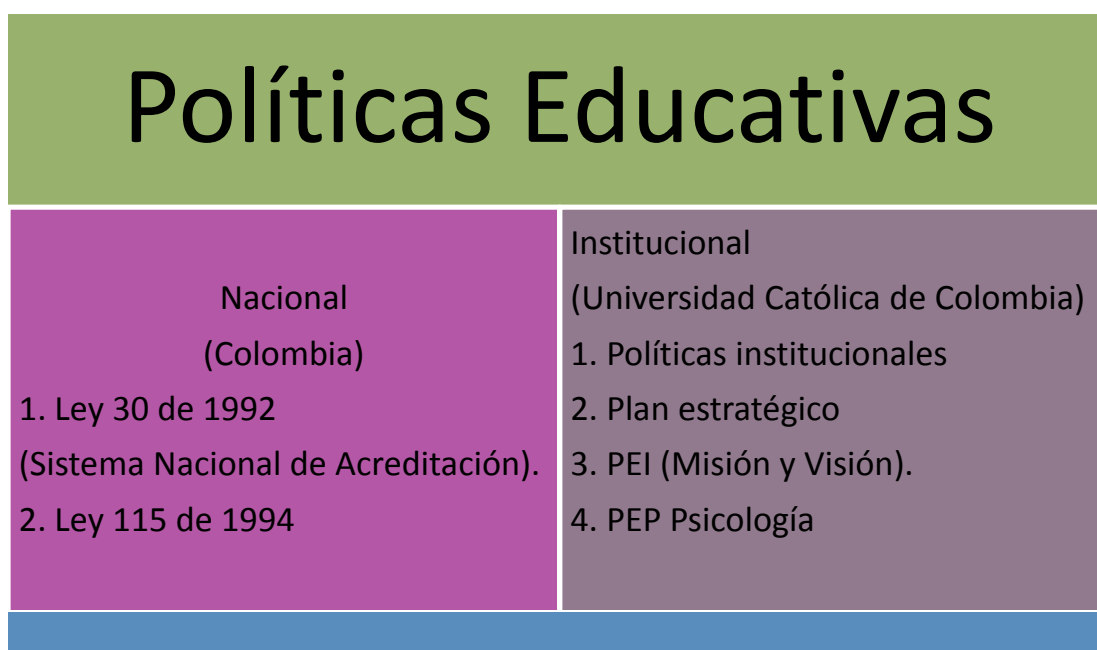 Políticas Educativas
Nacional
(Colombia)
1. Ley 30 de 1992
(Sistema Nacional de Acreditación).
2. Ley 115 de 1994
Institucional
(Universidad Católica de Colombia)
1. Políticas institucionales
2. Plan estratégico
3. PEI (Misión y Visión).
4. PEP Psicología